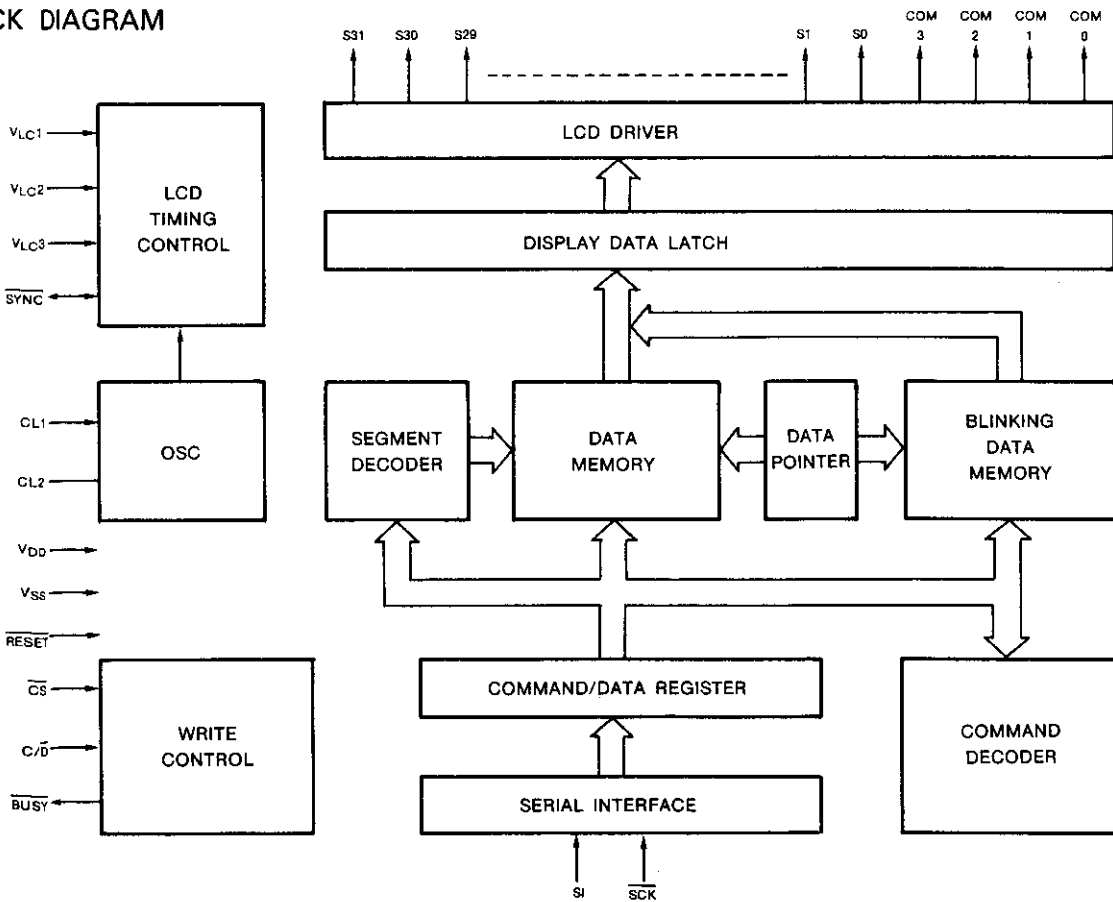 CK DIAGRAM
S31 S30 S29 S1 S0 COM 3 COM 2 COM 1 COM 0
LCD DRIVER
DISPLAY DATA LATCH
VLC1
VLC2
VLC3
SYNC
LCD
TIMING
CONTROL
CL1
CL2
OSC
SEGMENT
DECODER
DATA
MEMORY
DATA
POINTER
BLINKING
DATA
MEMORY
VDD
VSS
RESET
CS
C/D
BUSY
WRITE
CONTROL
COMMAND/DATA REGISTER
SERIAL INTERFACE
COMMAND
DECODER
SI SCK